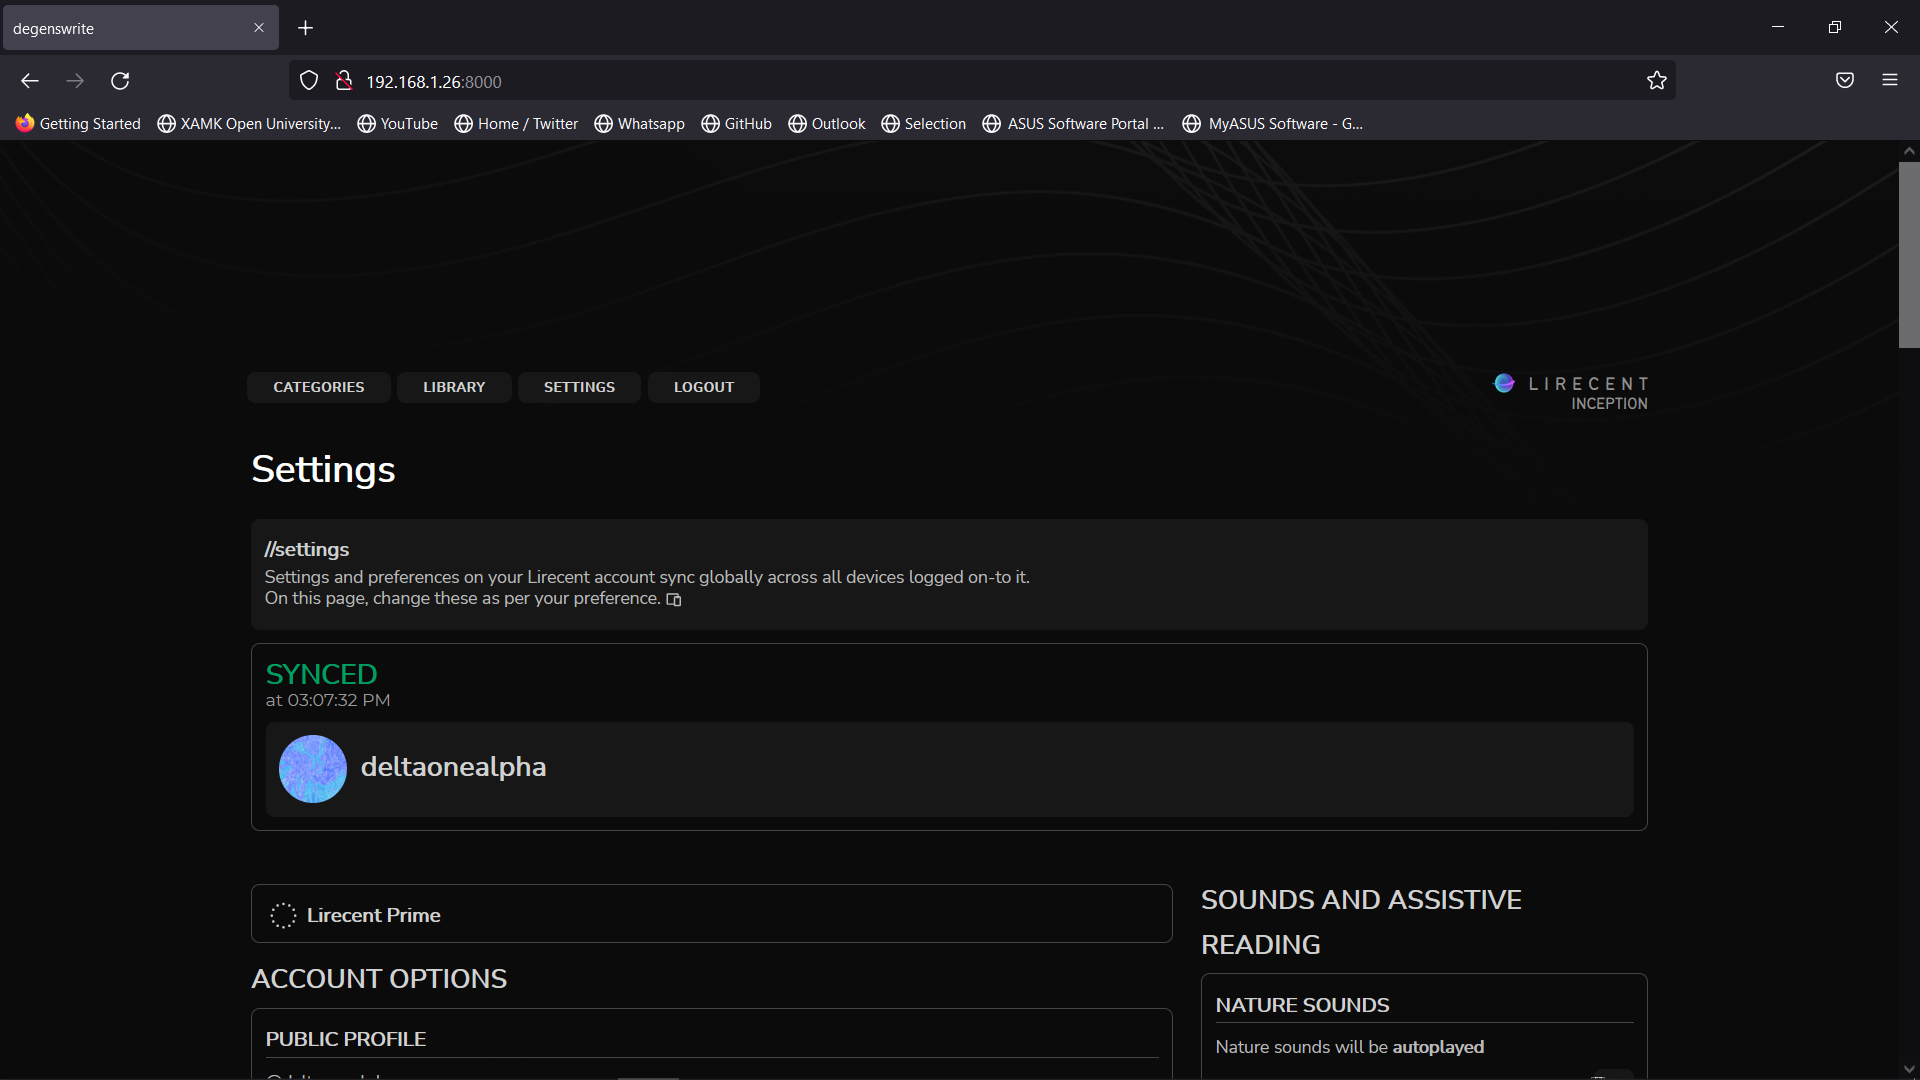 degenswrite
192.168.1.26:8000
Getting Started XAMK Open University... YouTube Home / Twitter Whatsapp GitHub Outlook Selection ASUS Software Portal ... MyASUS Software - G...
CATEGORIES LIBRARY SETTINGS LOGOUT
LIRECENT
INCEPTION
Settings
//settings
Settings and preferences on your Lirecent account sync globally across all devices logged on-to it.
On this page, change these as per your preference.
SYNCED
at 03:07:32 PM
deltaonealpha
Lirecent Prime
ACCOUNT OPTIONS
PUBLIC PROFILE
SOUNDS AND ASSISTIVE
READING
NATURE SOUNDS
Nature sounds will be autoplayed